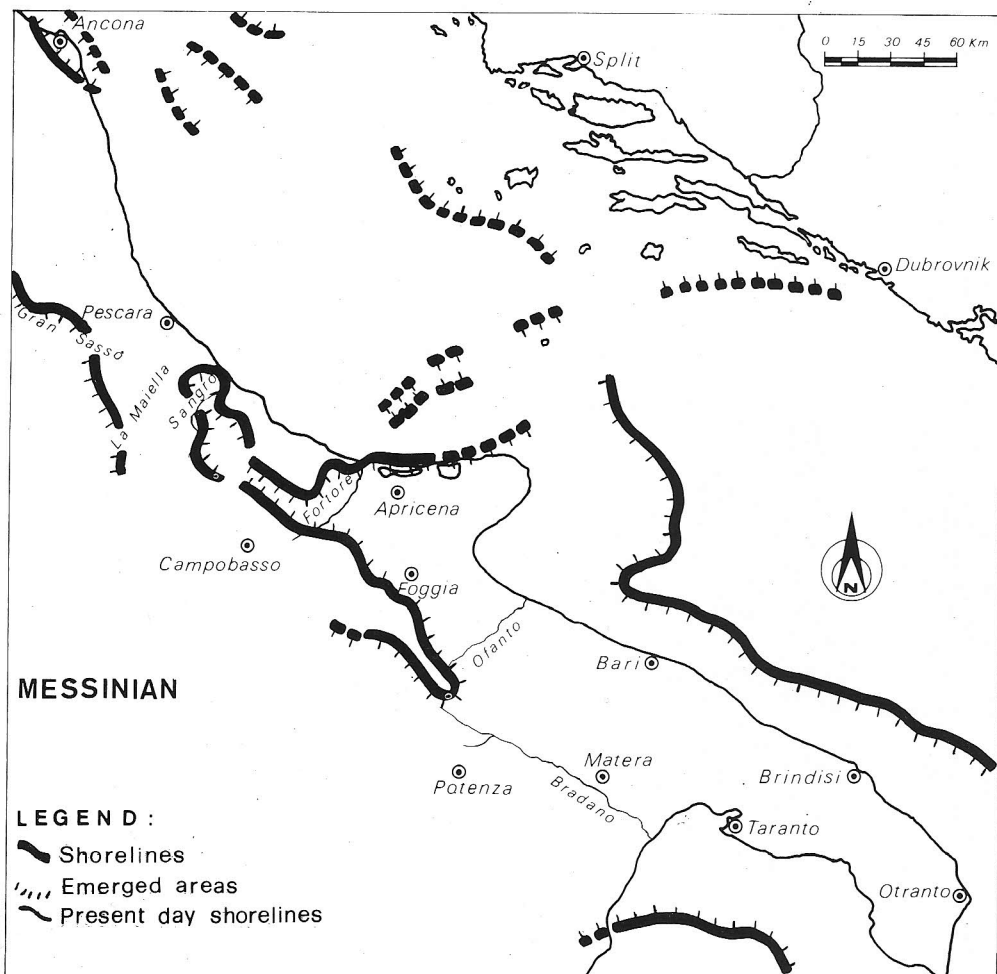 Ancona
Split
0 15 30 45 60 Km
Dubrovnik
Pescara
Gran Sasso
La Maiella
Sangro
Fortore
Apricena
Campobasso
Foggia
N
Ofanto
Bari
MESSINIAN
Matera
Potenza
Bradano
Brindisi
Taranto
Otranto
LEGEND:
Shorelines
Emerged areas
Present day shorelines